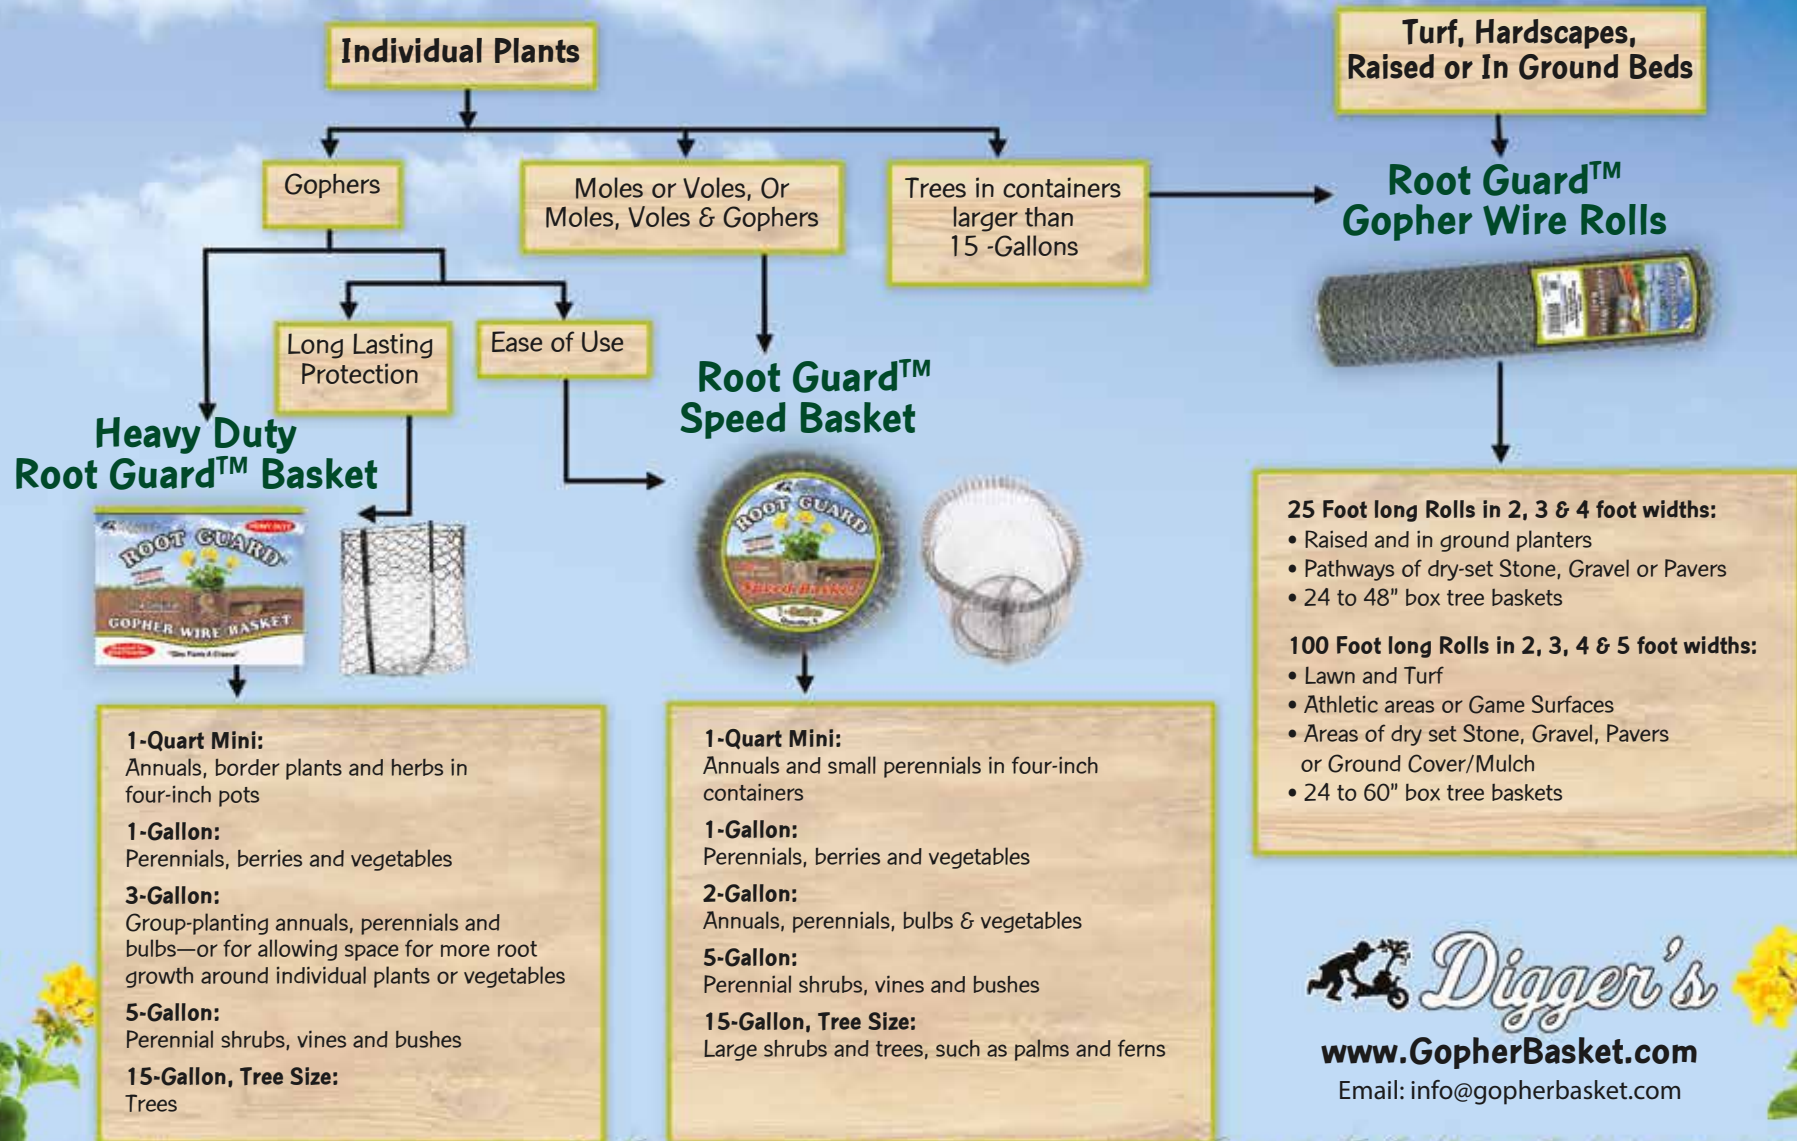 Individual Plants
Turf, Hardscapes,
Raised or In Ground Beds
Gophers
Moles or Voles, Or
Moles, Voles & Gophers
Trees in containers
larger than
15 -Gallons
Root Guard™
Gopher Wire Rolls
Long Lasting
Protection
Ease of Use
Heavy Duty
Root Guard™ Basket
HEAVY DUTY
ROOT GUARD
GOPHER WIRE BASKET
Root Guard™
Speed Basket
ROOT GUARD
Speed Basket
1-Gallon
1-Quart Mini:
Annuals, border plants and herbs in
four-inch pots
1-Gallon:
Perennials, berries and vegetables
3-Gallon:
Group-planting annuals, perennials and
bulbs—or for allowing space for more root
growth around individual plants or vegetables
5-Gallon:
Perennial shrubs, vines and bushes
15-Gallon, Tree Size:
Trees
1-Quart Mini:
Annuals and small perennials in four-inch
containers
1-Gallon:
Perennials, berries and vegetables
2-Gallon:
Annuals, perennials, bulbs & vegetables
5-Gallon:
Perennial shrubs, vines and bushes
15-Gallon, Tree Size:
Large shrubs and trees, such as palms and ferns
25 Foot long Rolls in 2, 3 & 4 foot widths:
• Raised and in ground planters
• Pathways of dry-set Stone, Gravel or Pavers
• 24 to 48" box tree baskets
100 Foot long Rolls in 2, 3, 4 & 5 foot widths:
• Lawn and Turf
• Athletic areas or Game Surfaces
• Areas of dry set Stone, Gravel, Pavers
or Ground Cover/Mulch
• 24 to 60" box tree baskets
Digger's
www.GopherBasket.com
Email: info@gopherbasket.com